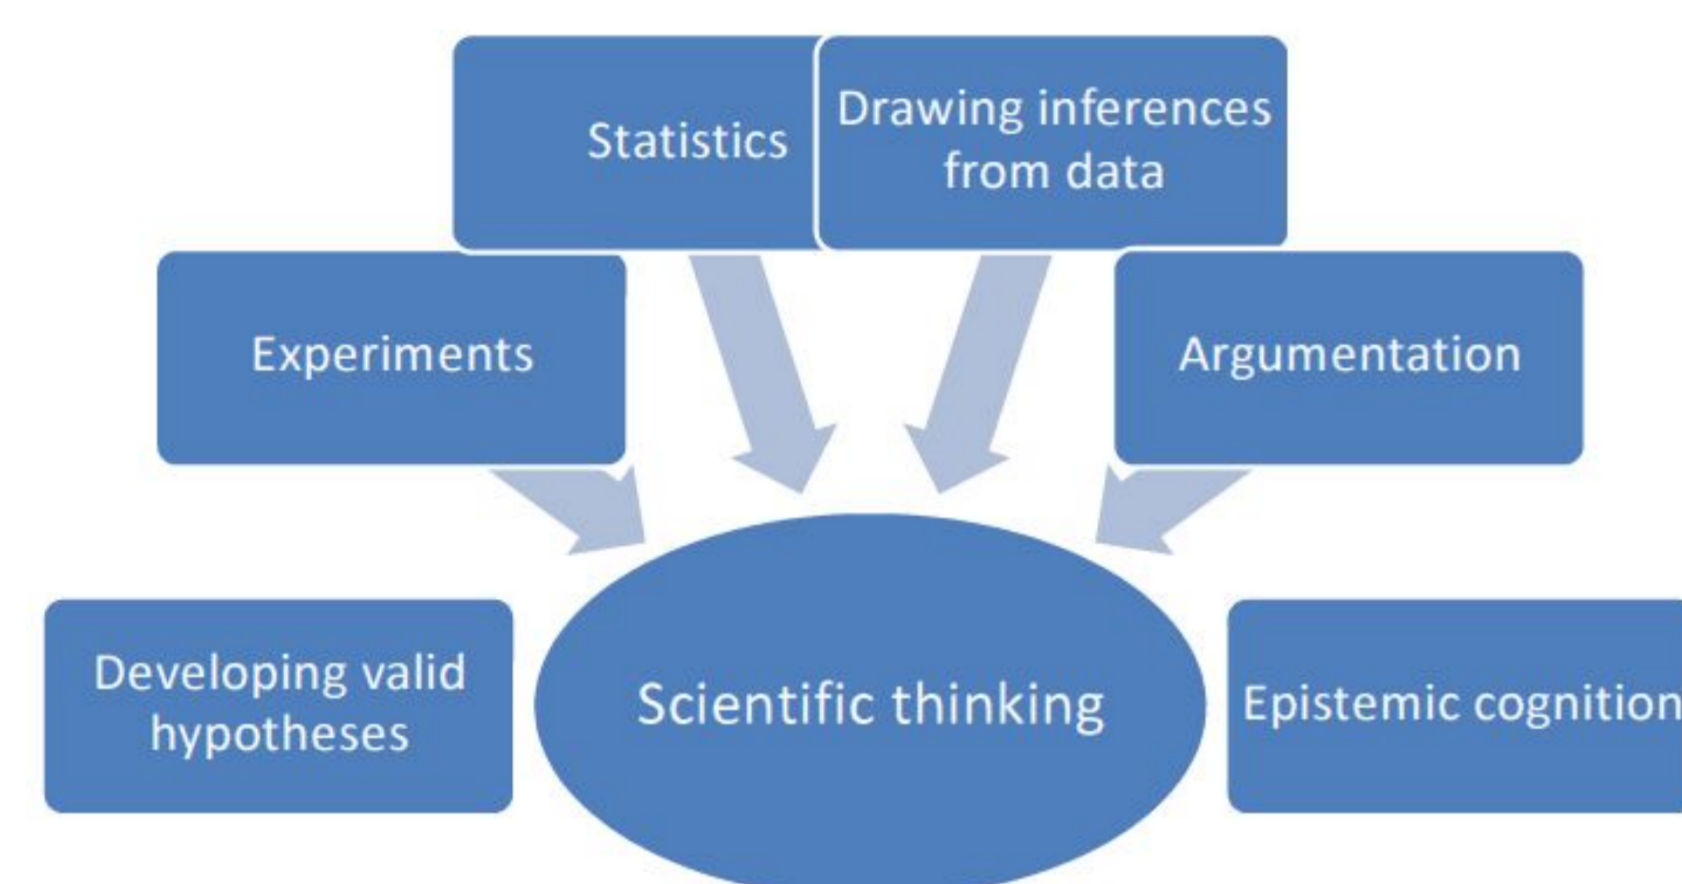 Statistics
Drawing inferences
from data
Experiments
Argumentation
Developing valid
hypotheses
Scientific thinking
Epistemic cognition